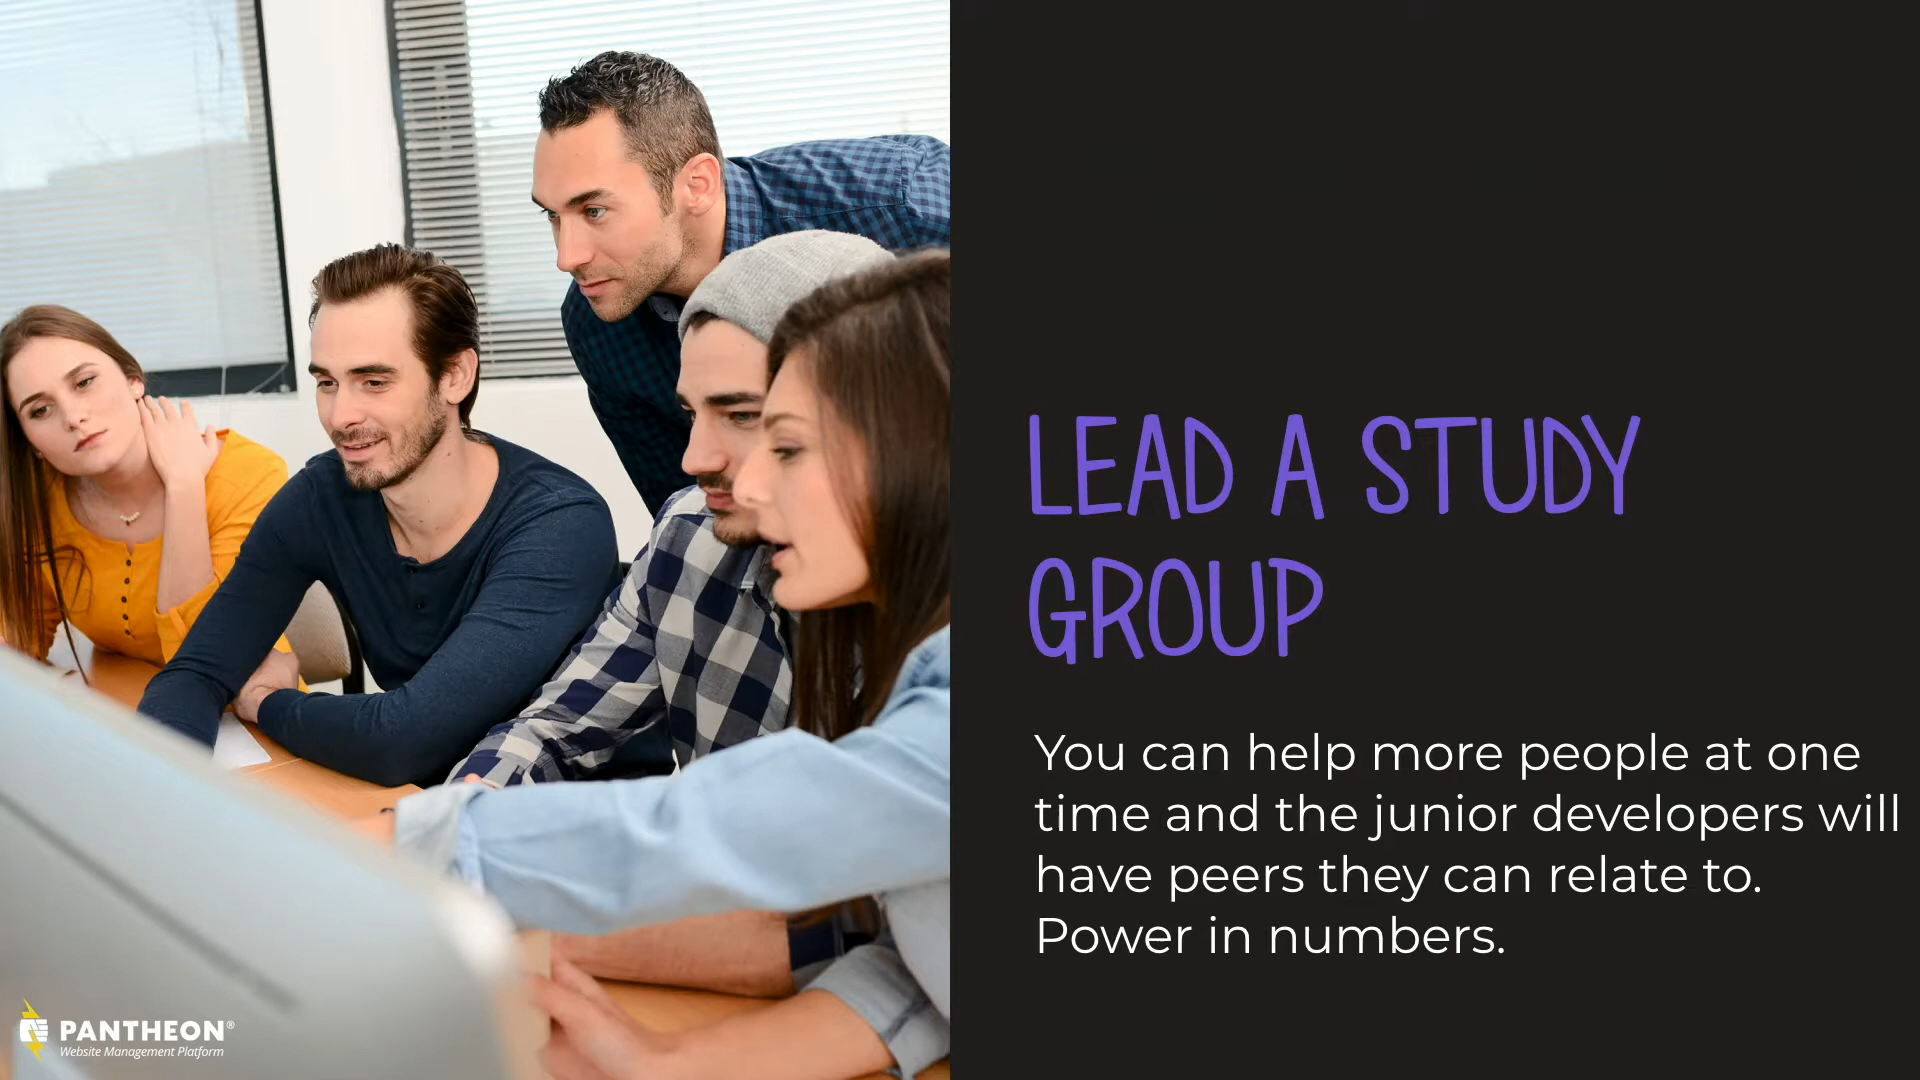 LEAD A STUDY
GROUP
You can help more people at one
time and the junior developers will
have peers they can relate to.
Power in numbers.
PANTHEON®
Website Management Platform